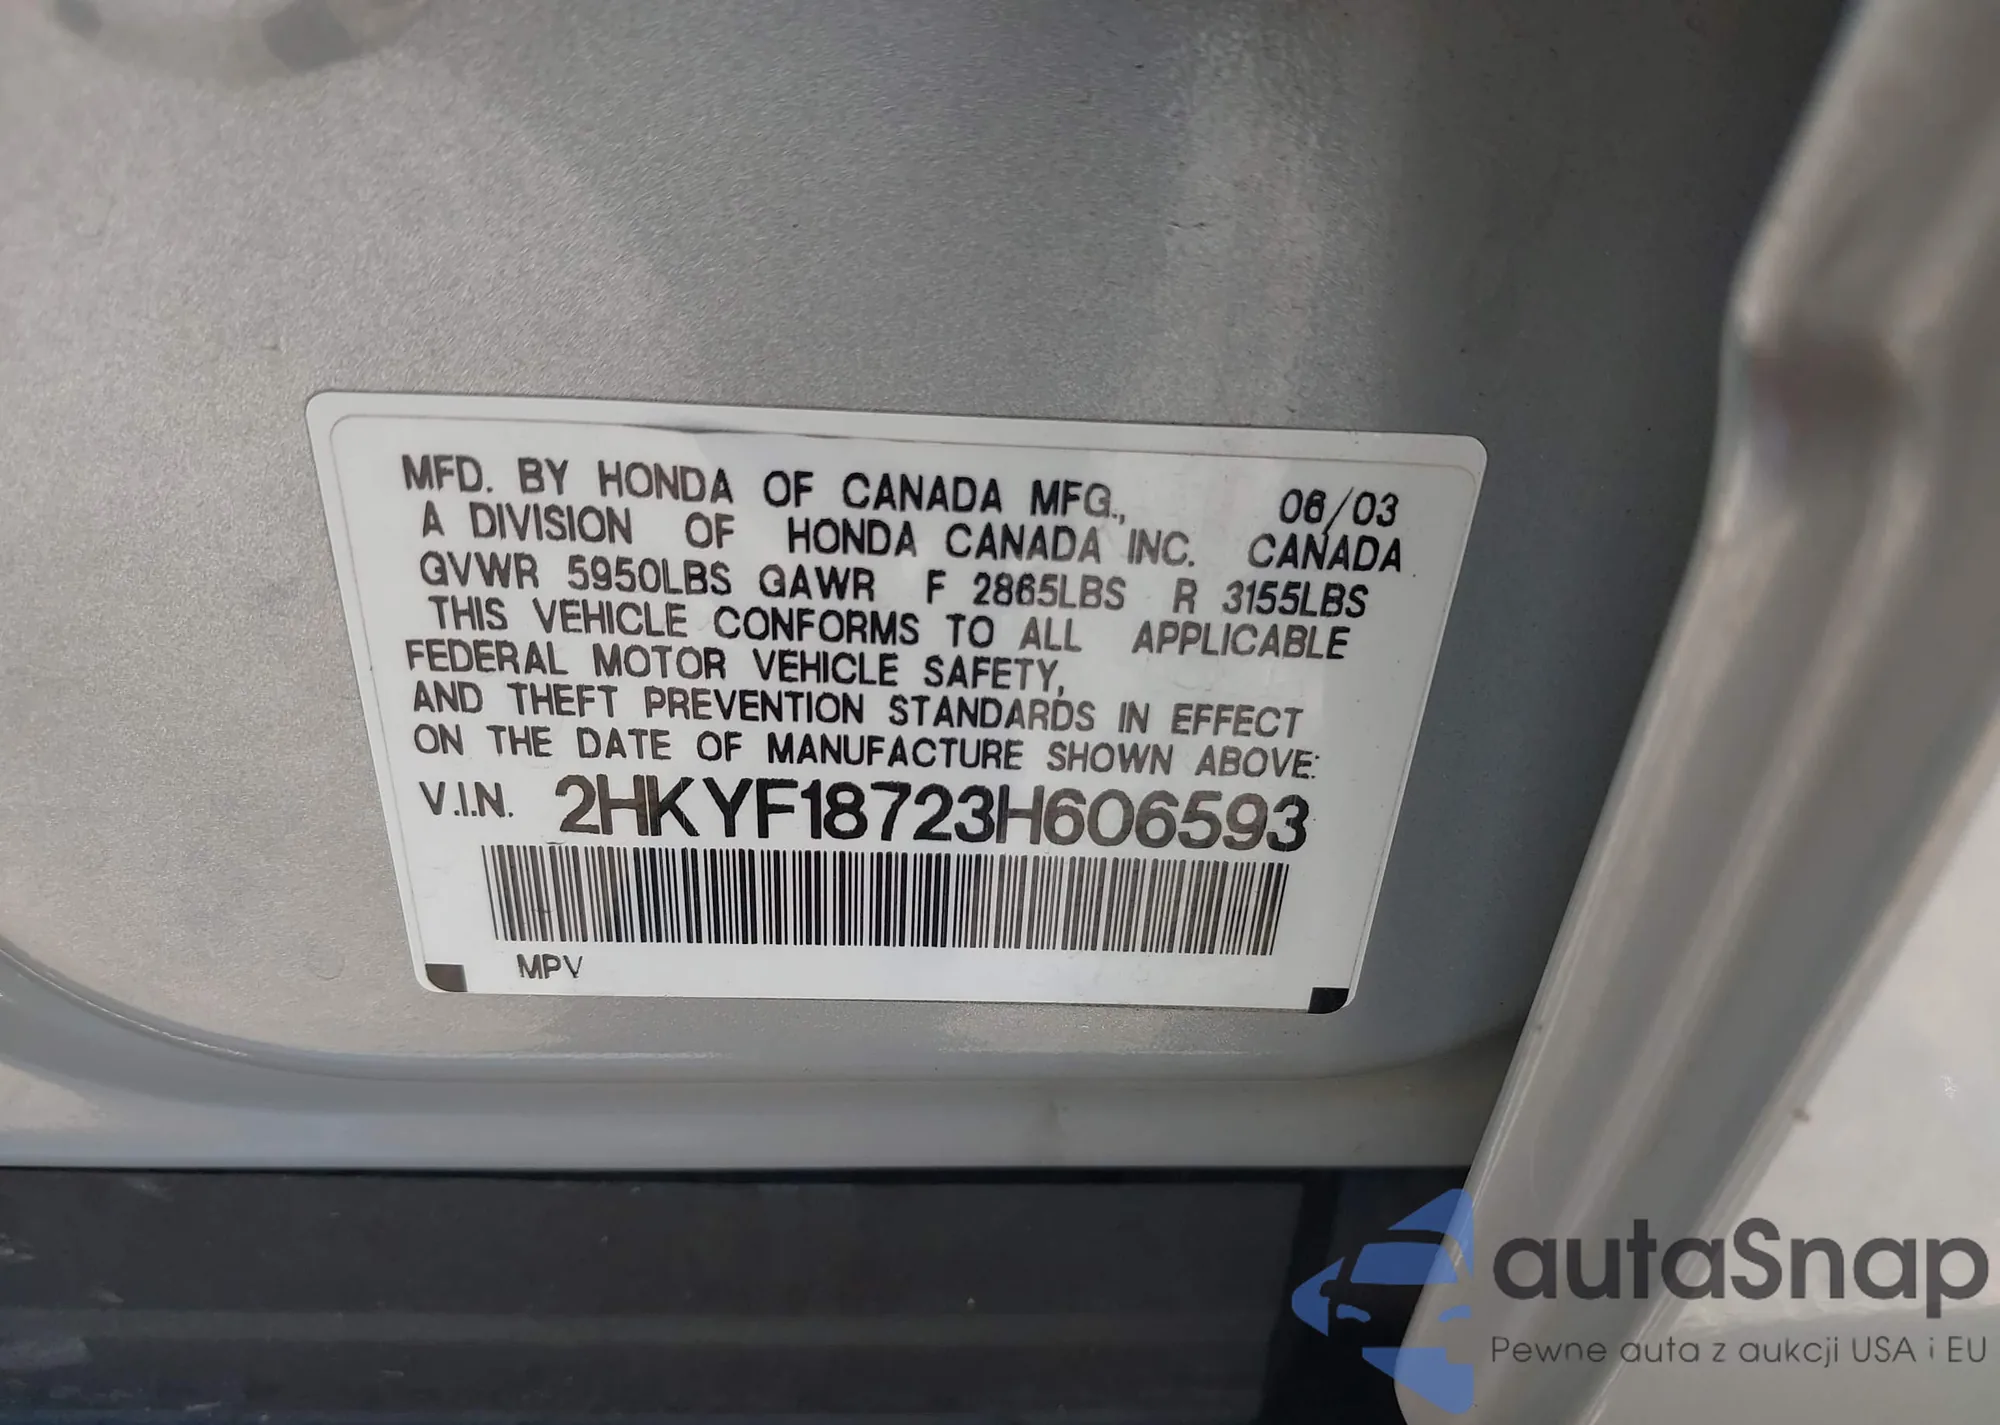 MFD. BY HONDA OF CANADA MFG., 06/03
A DIVISION OF HONDA CANADA INC. CANADA
GVWR 5950LBS GAWR F 2865LBS R 3155LBS
THIS VEHICLE CONFORMS TO ALL APPLICABLE
FEDERAL MOTOR VEHICLE SAFETY,
AND THEFT PREVENTION STANDARDS IN EFFECT
ON THE DATE OF MANUFACTURE SHOWN ABOVE:
V.I.N. 2HKYF18723H606593
MPV
autaSnap
Pewne auta z aukcji USA i EU